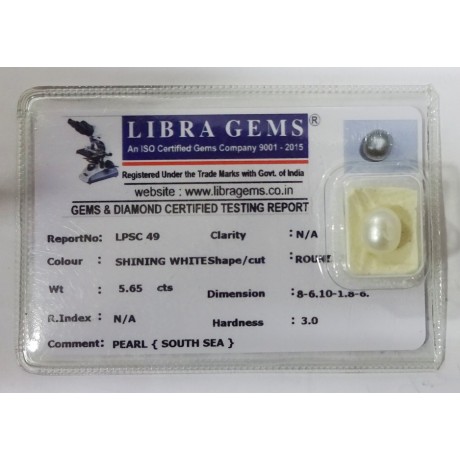 LIBRA GEMS®
An ISO Certified Gems Company 9001 - 2015
Registered Under the Trade Marks with Govt. of India
website : www.libragems.co.in
GEMS & DIAMOND CERTIFIED TESTING REPORT
ReportNo: LPSC 49 Clarity : N/A
Colour : SHINING WHITE Shape/cut : ROUND
Wt : 5.65 cts Dimension :8-6.10-1.8-6.
R.Index : N/A Hardness : 3.0
Comment: PEARL { SOUTH SEA }